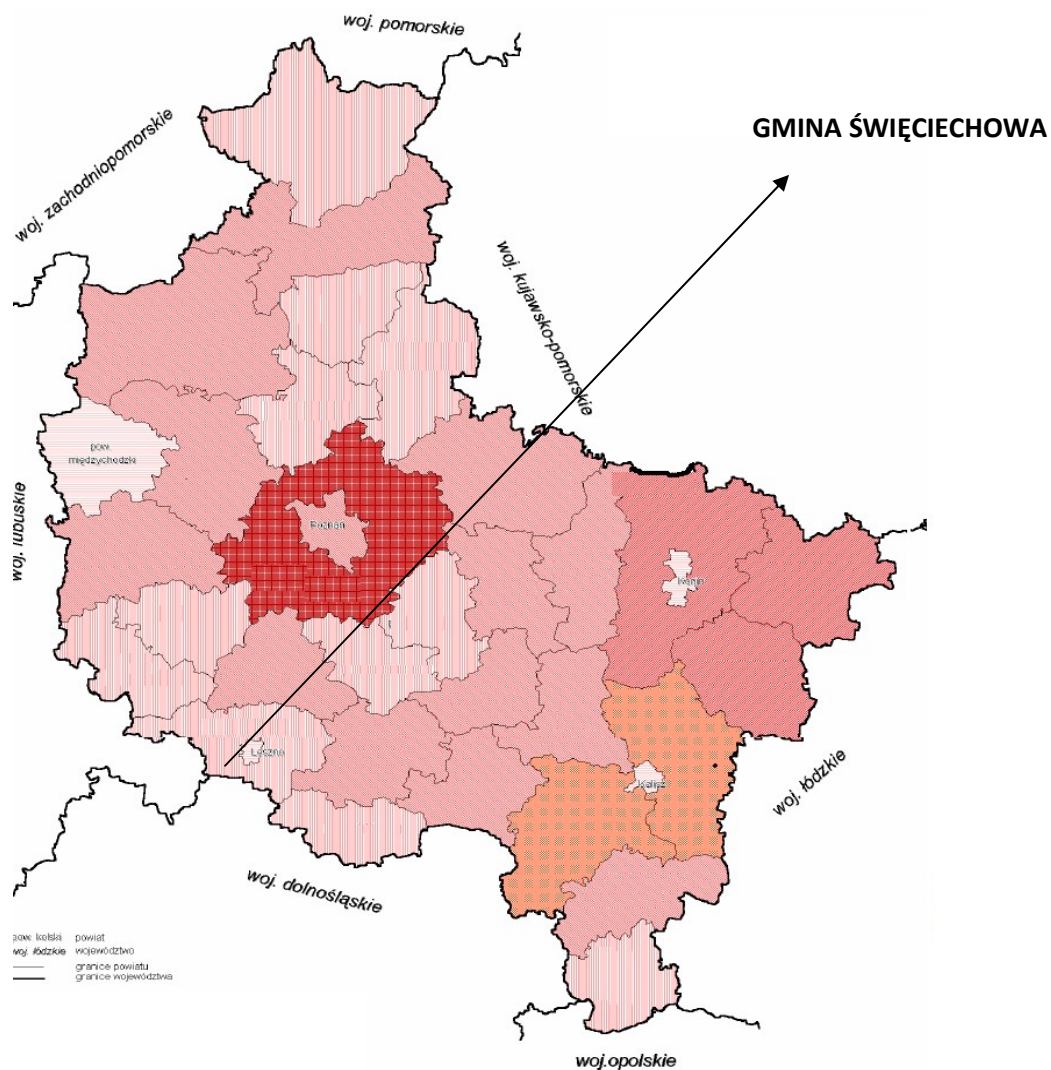 woj. pomorskie
GMINA ŚWIĘCIECHOWA
woj. zachodniopomorskie
woj. kujawsko-pomorskie
pow.
międzychodzki
woj. lubuskie
Poznań
Konin
Leszno
Kalisz
woj. łódzkie
woj. dolnośląskie
pow. kolski powiat
woj. łódzkie województwo
granice powiatu
granice województwa
woj.opolskie